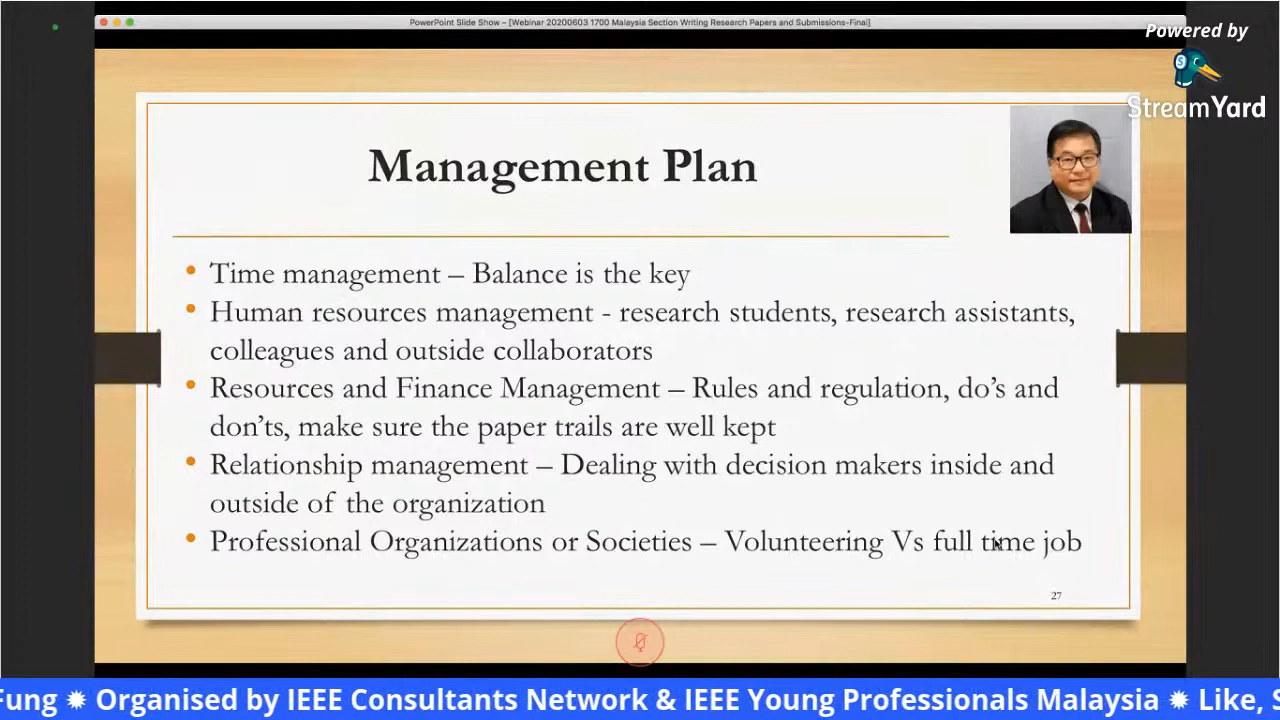 PowerPoint Slide Show – [Webinar 20200603 1700 Malaysia Section Writing Research Papers and Submissions-Final]
Powered by
StreamYard
Management Plan
• Time management – Balance is the key
• Human resources management - research students, research assistants,
colleagues and outside collaborators
• Resources and Finance Management – Rules and regulation, do’s and
don’ts, make sure the paper trails are well kept
• Relationship management – Dealing with decision makers inside and
outside of the organization
• Professional Organizations or Societies – Volunteering Vs full time job
27
Fung ✹ Organised by IEEE Consultants Network & IEEE Young Professionals Malaysia ✹ Like, S